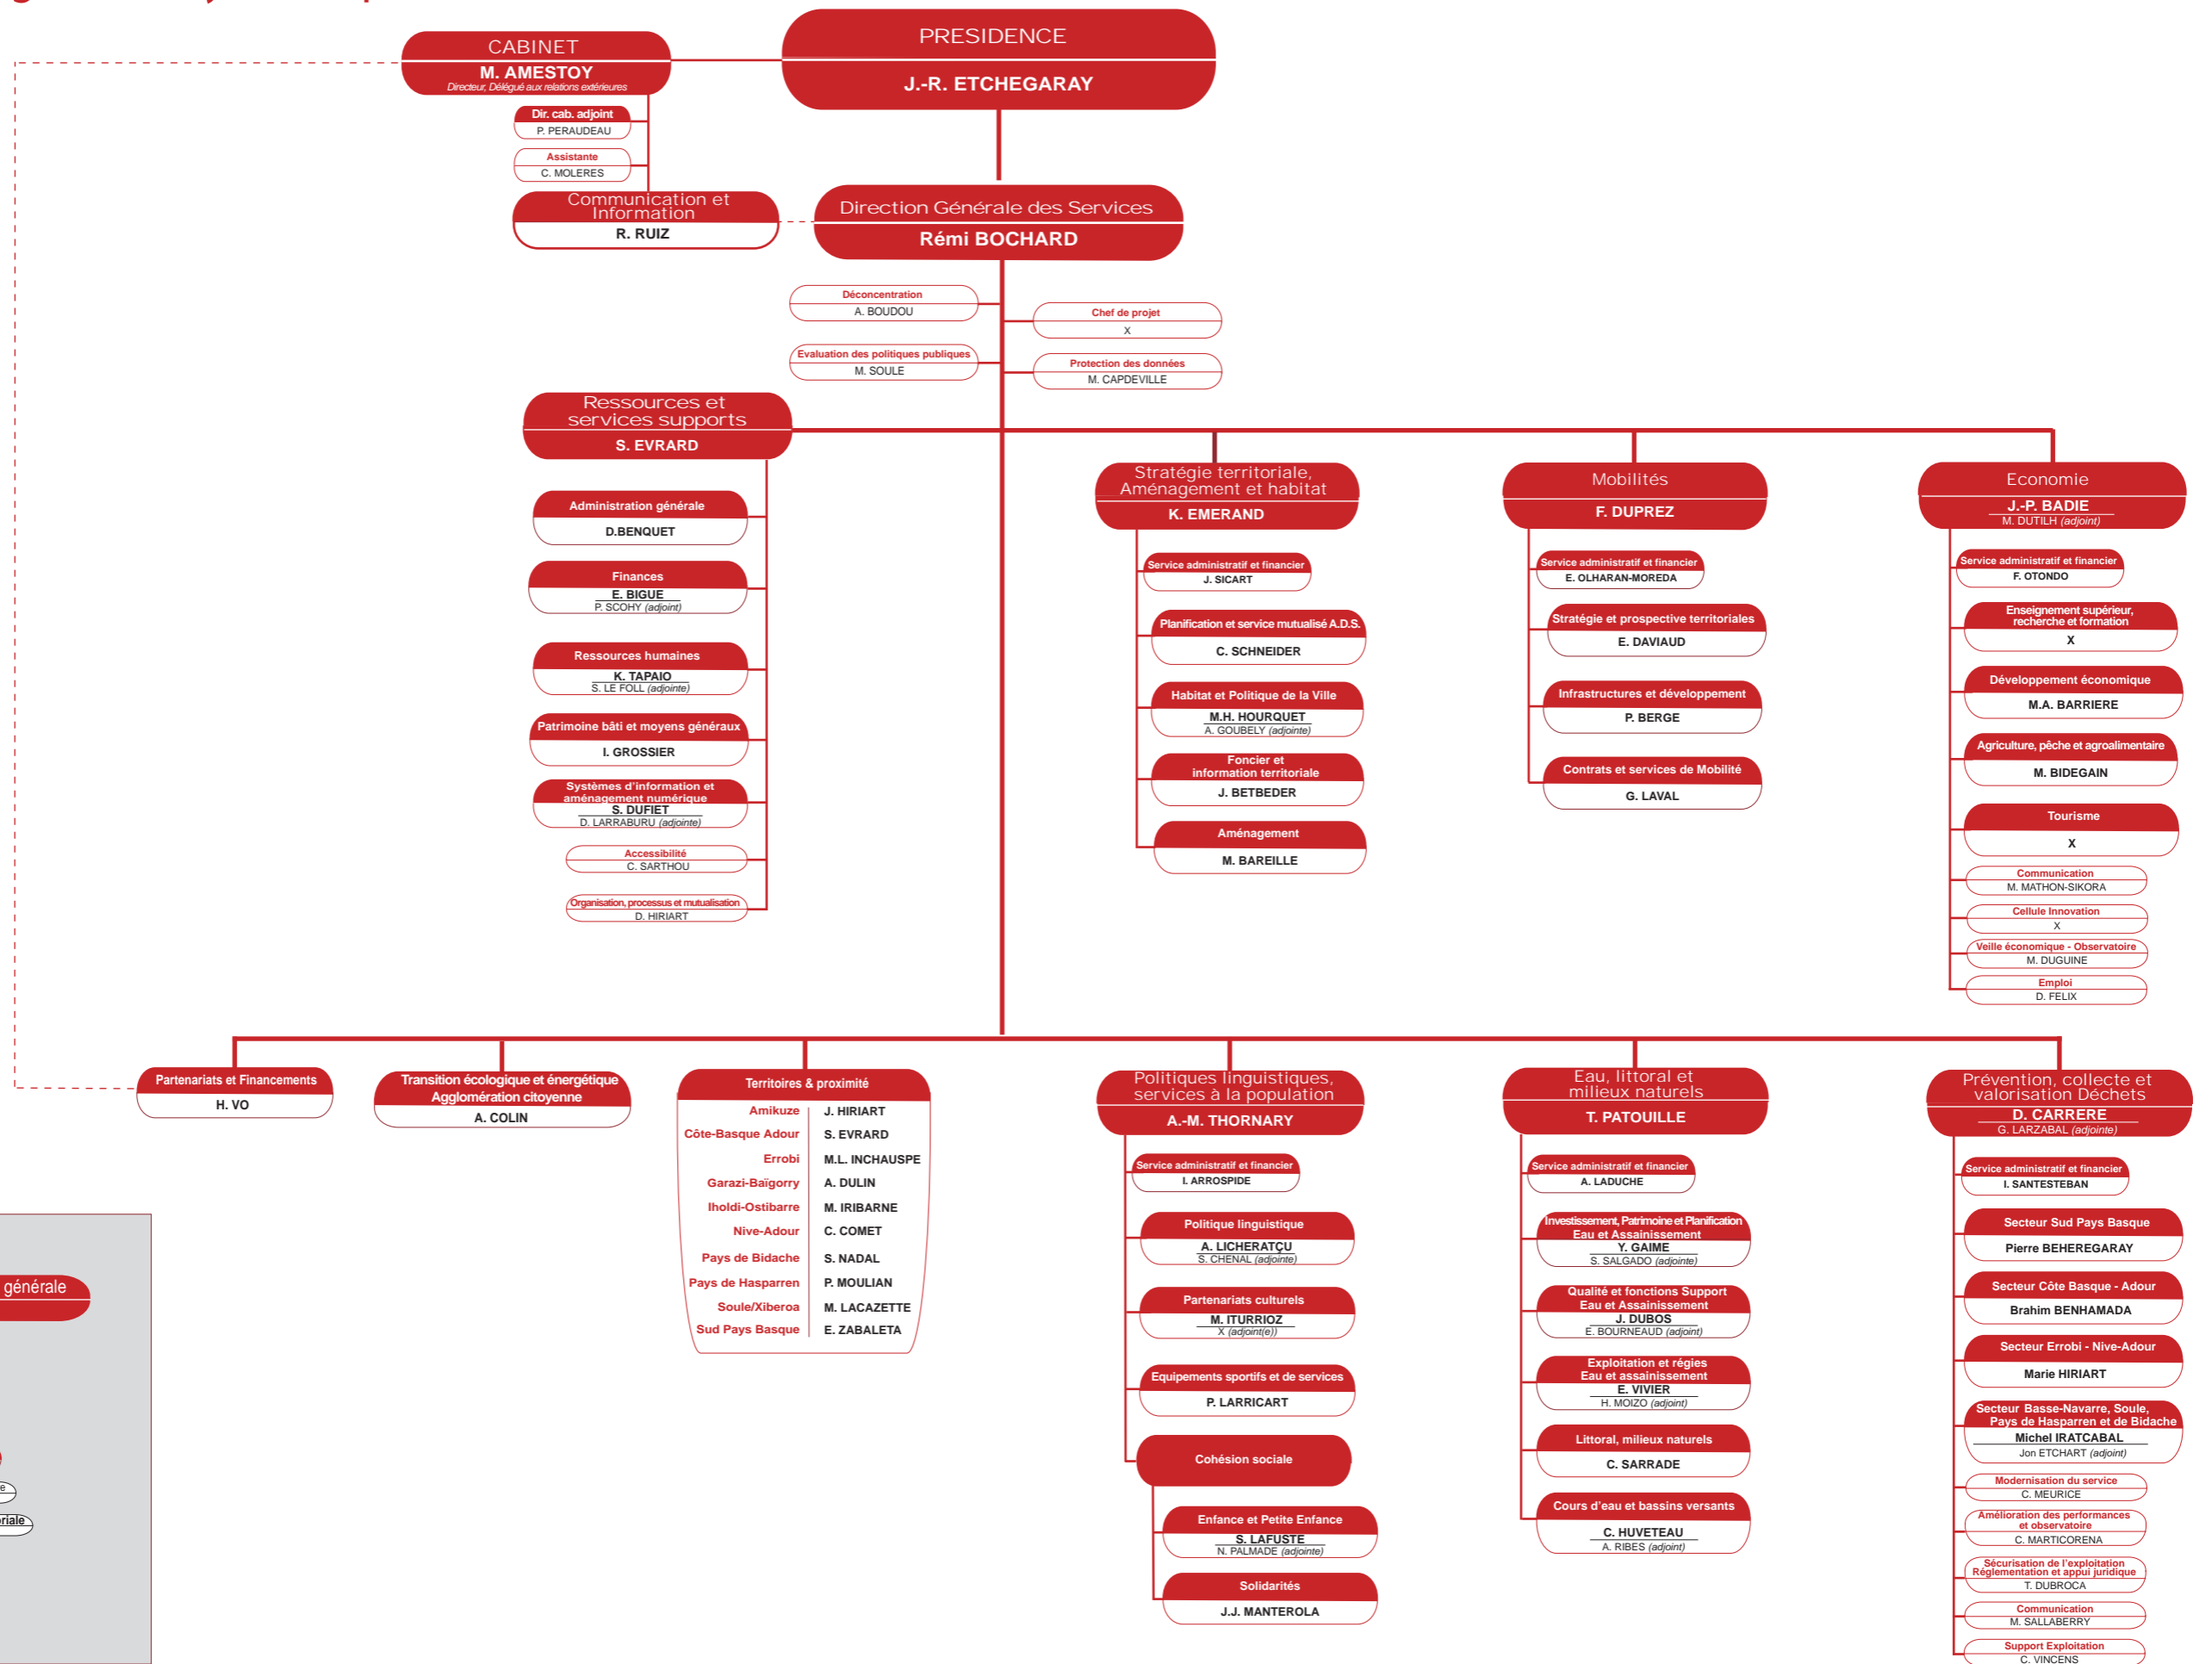 CABINET
M. AMESTOY
Directeur, Délégué aux relations extérieures
PRESIDENCE
J.-R. ETCHEGARAY
Dir. cab. adjoint
P. PERAUDEAU
Assistante
C. MOLERES
Communication et
Information
R. RUIZ
Direction Générale des Services
Rémi BOCHARD
Déconcentration
A. BOUDOU
Chef de projet
X
Evaluation des politiques publiques
M. SOULE
Protection des données
M. CAPDEVILLE
Ressources et
services supports
S. EVRARD
Administration générale
D.BENQUET
Finances
E. BIGUE
P. SCOHY (adjoint)
Ressources humaines
K. TAPAIO
S. LE FOLL (adjointe)
Patrimoine bâti et moyens généraux
I. GROSSIER
Systèmes d'information et
aménagement numérique
S. DUFIET
D. LARRABURU (adjointe)
Accessibilité
C. SARTHOU
Organisation, processus et mutualisation
D. HIRIART
Stratégie territoriale,
Aménagement et habitat
K. EMERAND
Service administratif et financier
J. SICART
Planification et service mutualisé A.D.S.
C. SCHNEIDER
Habitat et Politique de la Ville
M.H. HOURQUET
A. GOUBELY (adjointe)
Foncier et
information territoriale
J. BETBEDER
Aménagement
M. BAREILLE
Mobilités
F. DUPREZ
Service administratif et financier
E. OLHARAN-MOREDA
Stratégie et prospective territoriales
E. DAVIAUD
Infrastructures et développement
P. BERGE
Contrats et services de Mobilité
G. LAVAL
Economie
J.-P. BADIE
M. DUTILH (adjoint)
Service administratif et financier
F. OTONDO
Enseignement supérieur,
recherche et formation
X
Développement économique
M.A. BARRIERE
Agriculture, pêche et agroalimentaire
M. BIDEGAIN
Tourisme
X
Communication
M. MATHON-SIKORA
Cellule Innovation
X
Veille économique - Observatoire
M. DUGUINE
Emploi
D. FELIX
Partenariats et Financements
H. VO
Transition écologique et énergétique
Agglomération citoyenne
A. COLIN
Territoires & proximité
Amikuze J. HIRIART
Côte-Basque Adour S. EVRARD
Errobi M.L. INCHAUSPE
Garazi-Baïgorry A. DULIN
Iholdi-Ostibarre M. IRIBARNE
Nive-Adour C. COMET
Pays de Bidache S. NADAL
Pays de Hasparren P. MOULIAN
Soule/Xiberoa M. LACAZETTE
Sud Pays Basque E. ZABALETA
Politiques linguistiques,
services à la population
A.-M. THORNARY
Service administratif et financier
I. ARROSPIDE
Politique linguistique
A. LICHERATÇU
S. CHENAL (adjointe)
Partenariats culturels
M. ITURRIOZ
X (adjoint(e))
Equipements sportifs et de services
P. LARRICART
Cohésion sociale
Enfance et Petite Enfance
S. LAFUSTE
N. PALMADE (adjointe)
Solidarités
J.J. MANTEROLA
Eau, littoral et
milieux naturels
T. PATOUILLE
Service administratif et financier
A. LADUCHE
Investissement, Patrimoine et Planification
Eau et Assainissement
Y. GAIME
S. SALGADO (adjointe)
Qualité et fonctions Support
Eau et Assainissement
J. DUBOS
E. BOURNEAUD (adjoint)
Exploitation et régies
Eau et assainissement
E. VIVIER
H. MOIZO (adjoint)
Littoral, milieux naturels
C. SARRADE
Cours d'eau et bassins versants
C. HUVETEAU
A. RIBES (adjoint)
Prévention, collecte et
valorisation Déchets
D. CARRERE
G. LARZABAL (adjointe)
Service administratif et financier
I. SANTESTEBAN
Secteur Sud Pays Basque
Pierre BEHEREGARAY
Secteur Côte Basque - Adour
Brahim BENHAMADA
Secteur Errobi - Nive-Adour
Marie HIRIART
Secteur Basse-Navarre, Soule,
Pays de Hasparren et de Bidache
Michel IRATCABAL
Jon ETCHART (adjoint)
Modernisation du service
C. MEURICE
Amélioration des performances
et observatoire
C. MARTICORENA
Sécurisation de l'exploitation
Règlementation et appui juridique
T. DUBROCA
Communication
M. SALLABERRY
Support Exploitation
C. VINCENS
générale